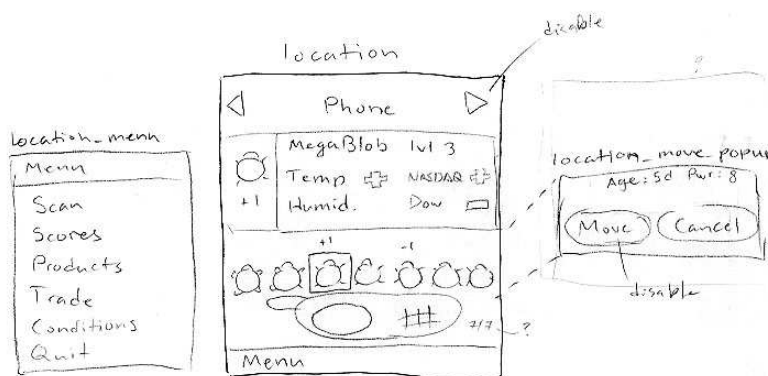 disable
location
?
Phone
location_menu
Menu
Scan
Scores
Products
Trade
Conditions
Quit
MegaBlob lvl 3
Temp NASDAQ
+1
Humid. Dow
+1 -1
7/7 ?
Menu
location_move_popup
Age: 5d Pwr: 8
Move Cancel
disable